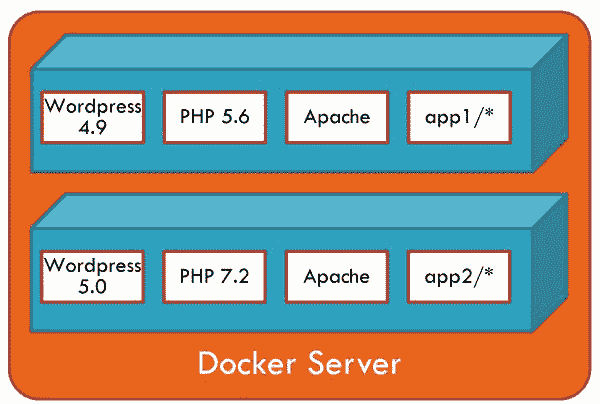 Wordpress
4.9
PHP 5.6
Apache
app1/*
Wordpress
5.0
PHP 7.2
Apache
app2/*
Docker Server